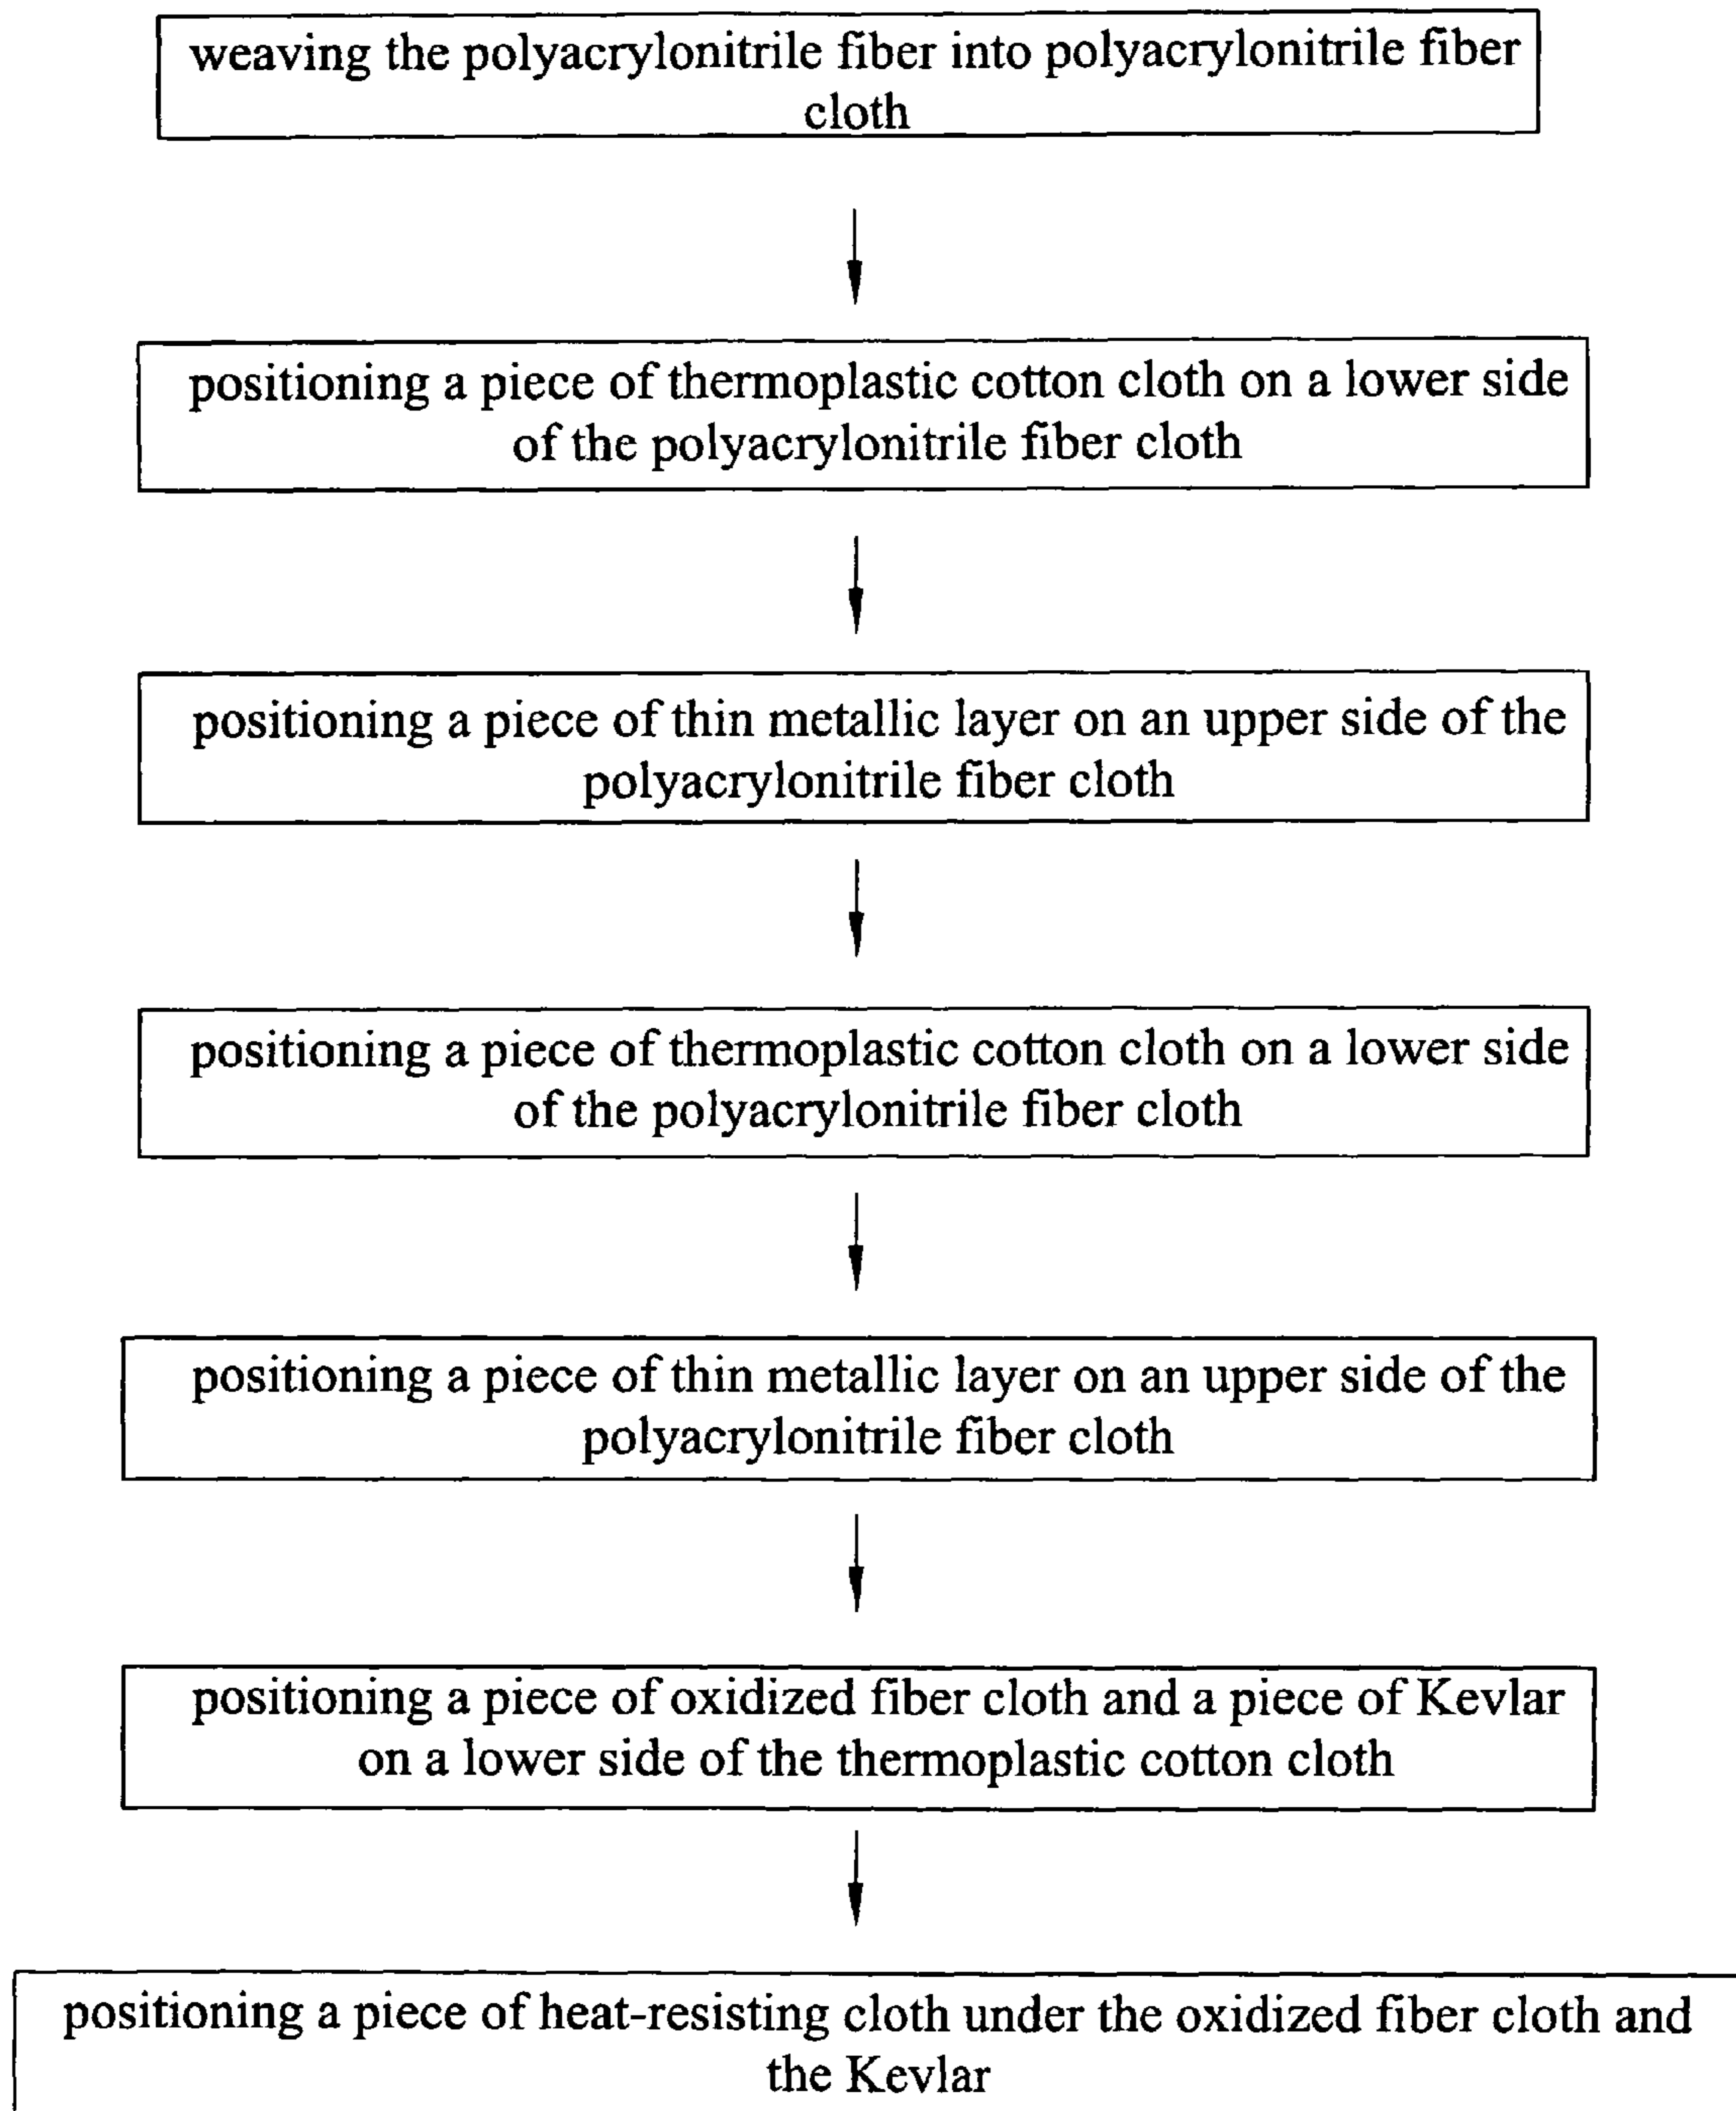 weaving the polyacrylonitrile fiber into polyacrylonitrile fiber
cloth
positioning a piece of thermoplastic cotton cloth on a lower side
of the polyacrylonitrile fiber cloth
positioning a piece of thin metallic layer on an upper side of the
polyacrylonitrile fiber cloth
positioning a piece of thermoplastic cotton cloth on a lower side
of the polyacrylonitrile fiber cloth
positioning a piece of thin metallic layer on an upper side of the
polyacrylonitrile fiber cloth
positioning a piece of oxidized fiber cloth and a piece of Kevlar
on a lower side of the thermoplastic cotton cloth
positioning a piece of heat-resisting cloth under the oxidized fiber cloth and
the Kevlar